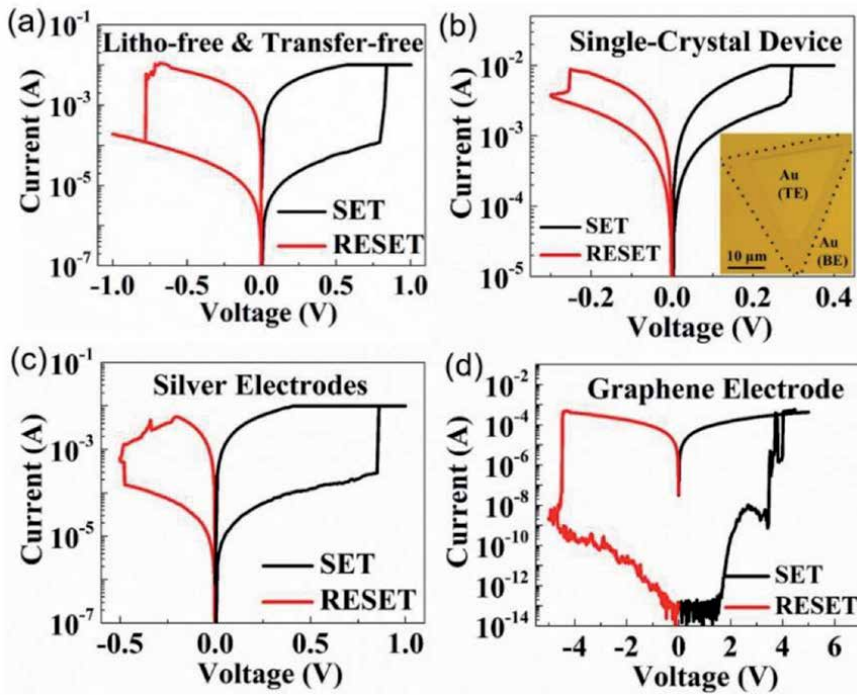 (a)
Litho-free & Transfer-free
Current (A)
10⁻¹
10⁻³
10⁻⁵
10⁻⁷
SET
RESET
-1.0 -0.5 0.0 0.5 1.0
Voltage (V)
(b)
Single-Crystal Device
Current (A)
10⁻²
10⁻³
10⁻⁴
10⁻⁵
SET
RESET
Au
(TE)
Au
(BE)
10 μm
-0.2 0.0 0.2 0.4
Voltage (V)
(c)
Silver Electrodes
Current (A)
10⁻¹
10⁻³
10⁻⁵
10⁻⁷
SET
RESET
-0.5 0.0 0.5 1.0
Voltage (V)
(d)
Graphene Electrode
Current (A)
10⁻²
10⁻⁴
10⁻⁶
10⁻⁸
10⁻¹⁰
10⁻¹²
10⁻¹⁴
SET
RESET
-4 -2 0 2 4 6
Voltage (V)